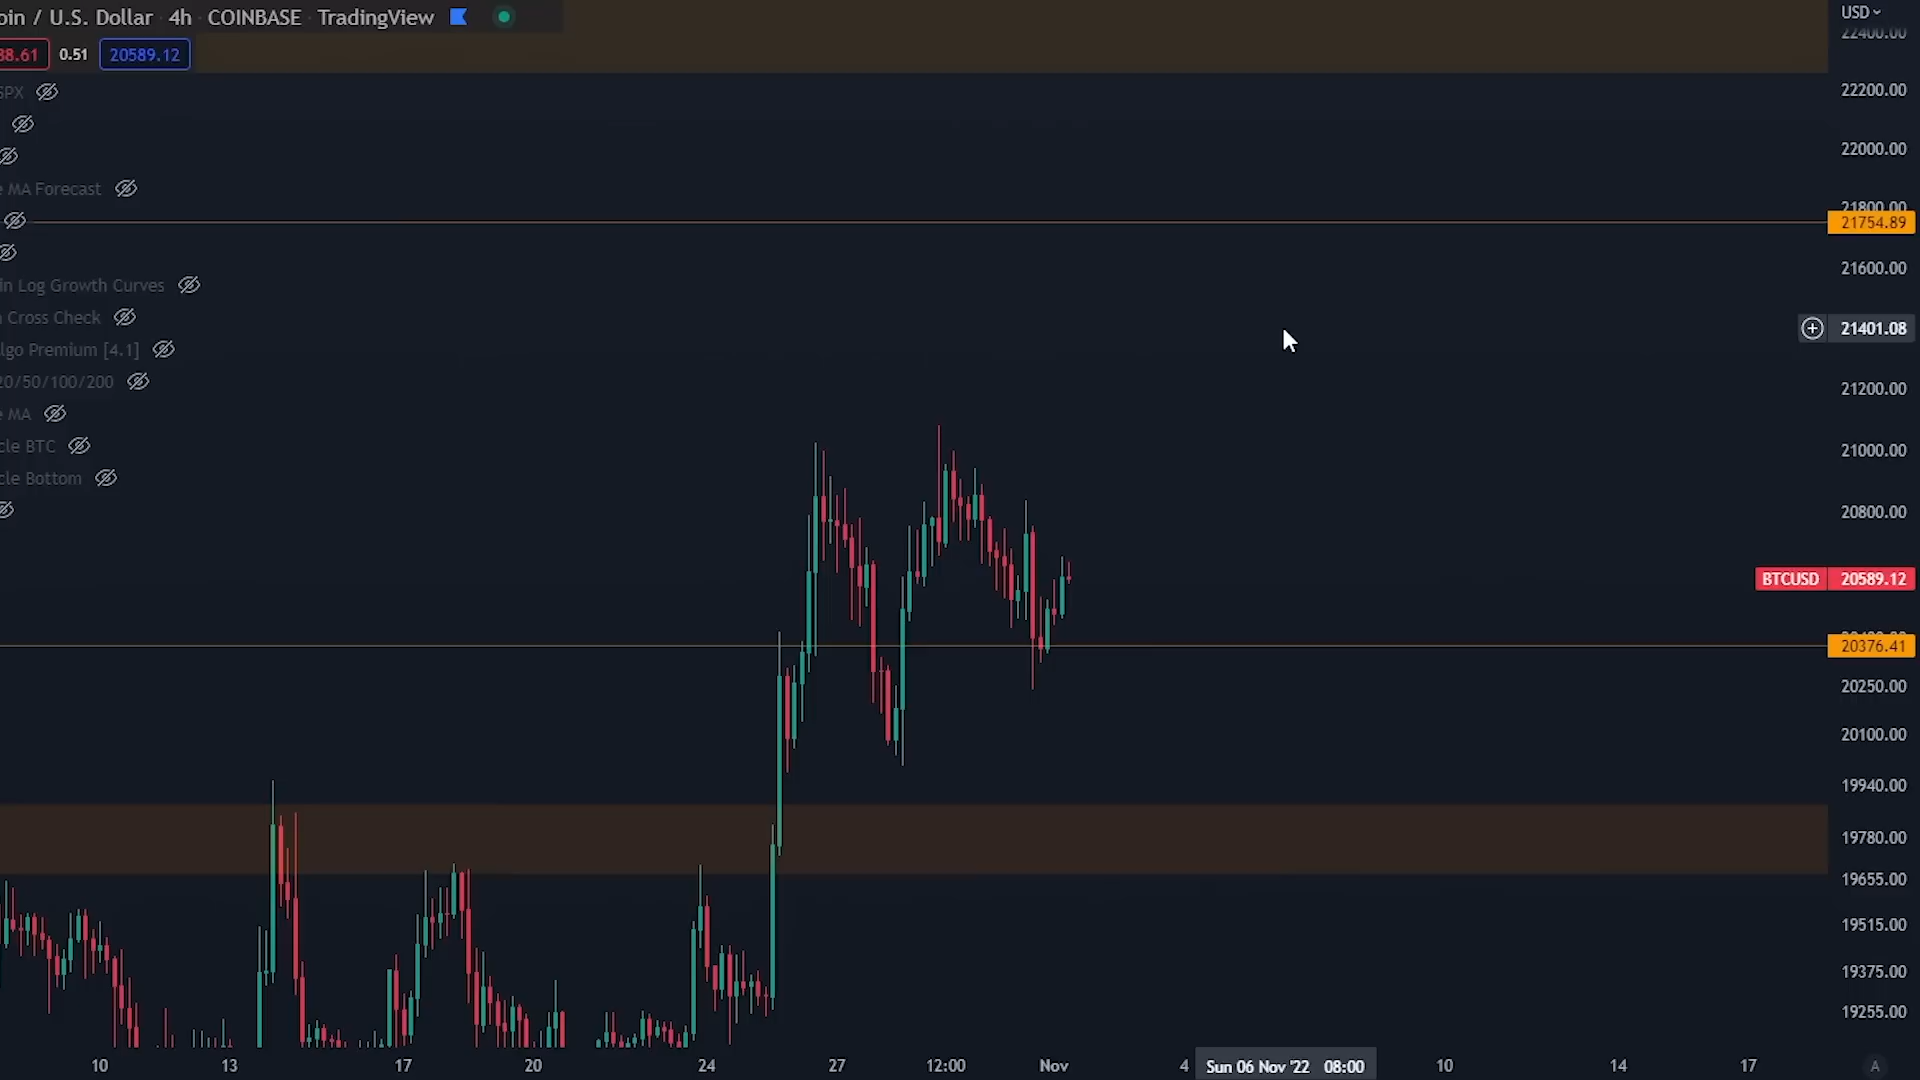 oin / U.S. Dollar 4h COINBASE TradingView
38.61 0.51 20589.12
SPX
e MA Forecast
in Log Growth Curves
Cross Check
lgo Premium [4.1]
20/50/100/200
e MA
cle BTC
cle Bottom
USD
22400.00
22200.00
22000.00
21800.00
21754.89
21600.00
21401.08
21200.00
21000.00
20800.00
BTCUSD 20589.12
20376.41
20250.00
20100.00
19940.00
19780.00
19655.00
19515.00
19375.00
19255.00
10 13 17 20 24 27 12:00 Nov 4 Sun 06 Nov '22 08:00 10 14 17 A